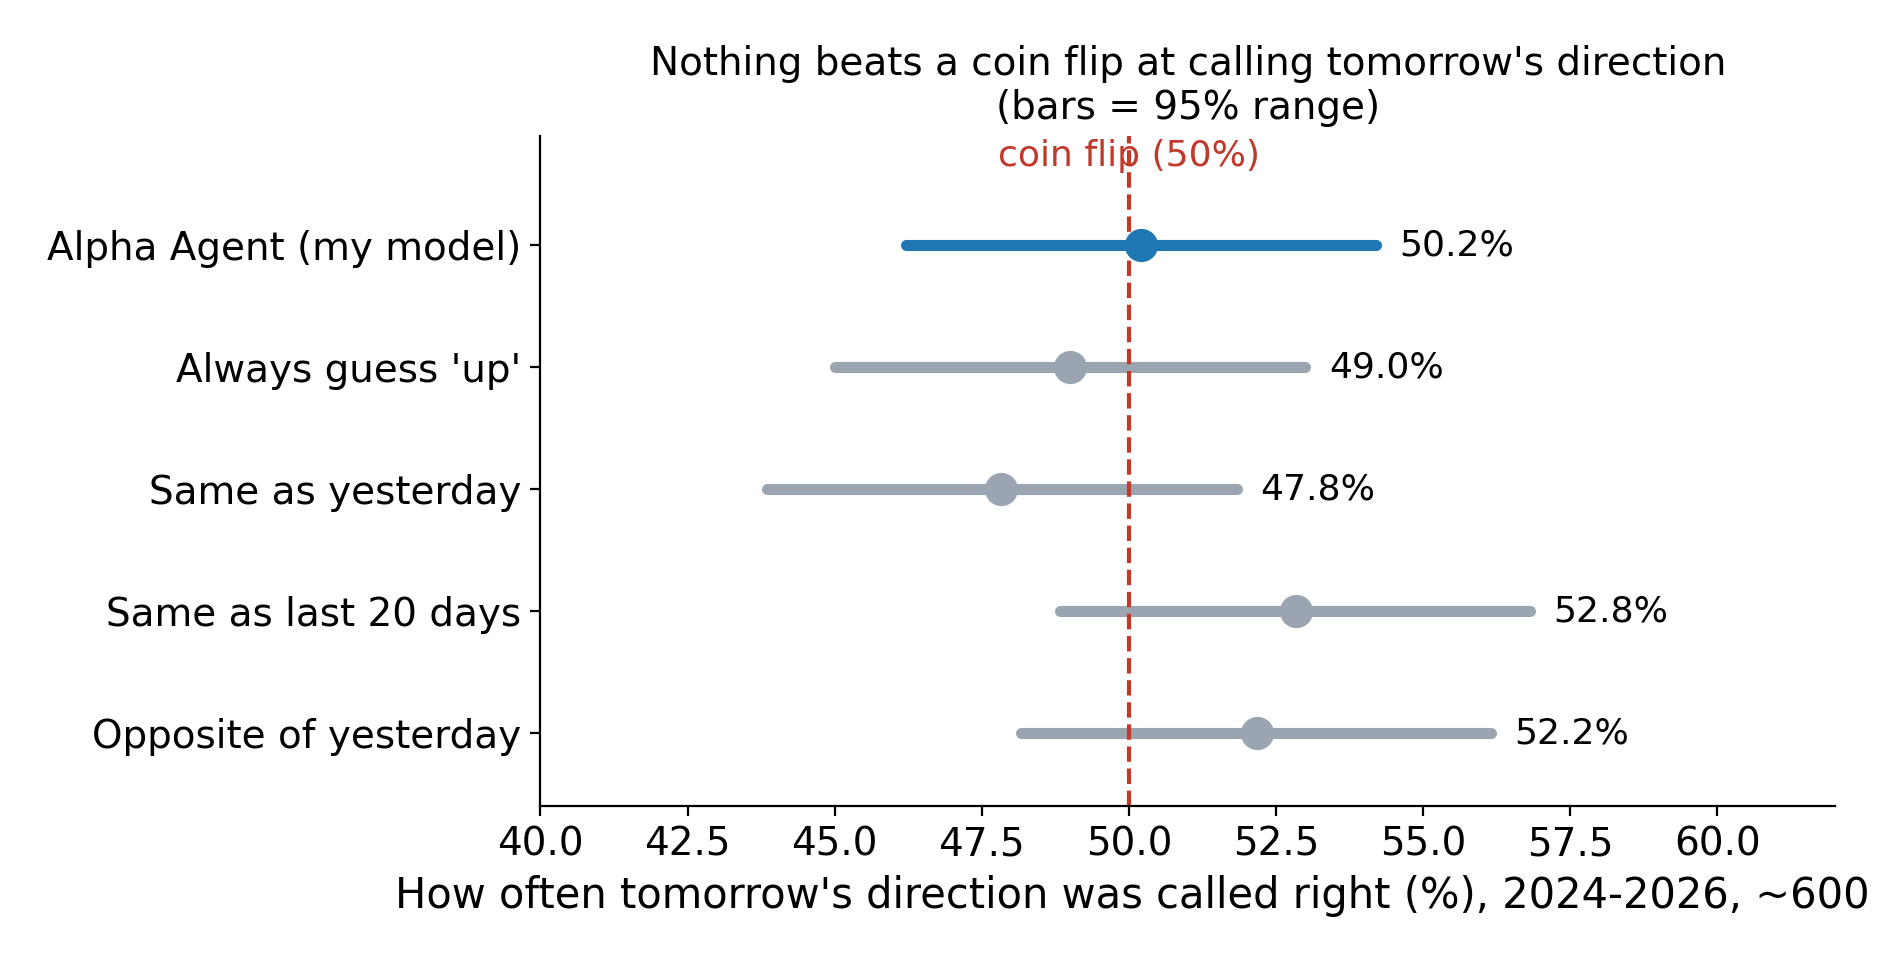 Nothing beats a coin flip at calling tomorrow's direction
(bars = 95% range)
coin flip (50%)
Alpha Agent (my model)
50.2%
Always guess 'up'
49.0%
Same as yesterday
47.8%
Same as last 20 days
52.8%
Opposite of yesterday
52.2%
40.0 42.5 45.0 47.5 50.0 52.5 55.0 57.5 60.0
How often tomorrow's direction was called right (%), 2024-2026, ~600